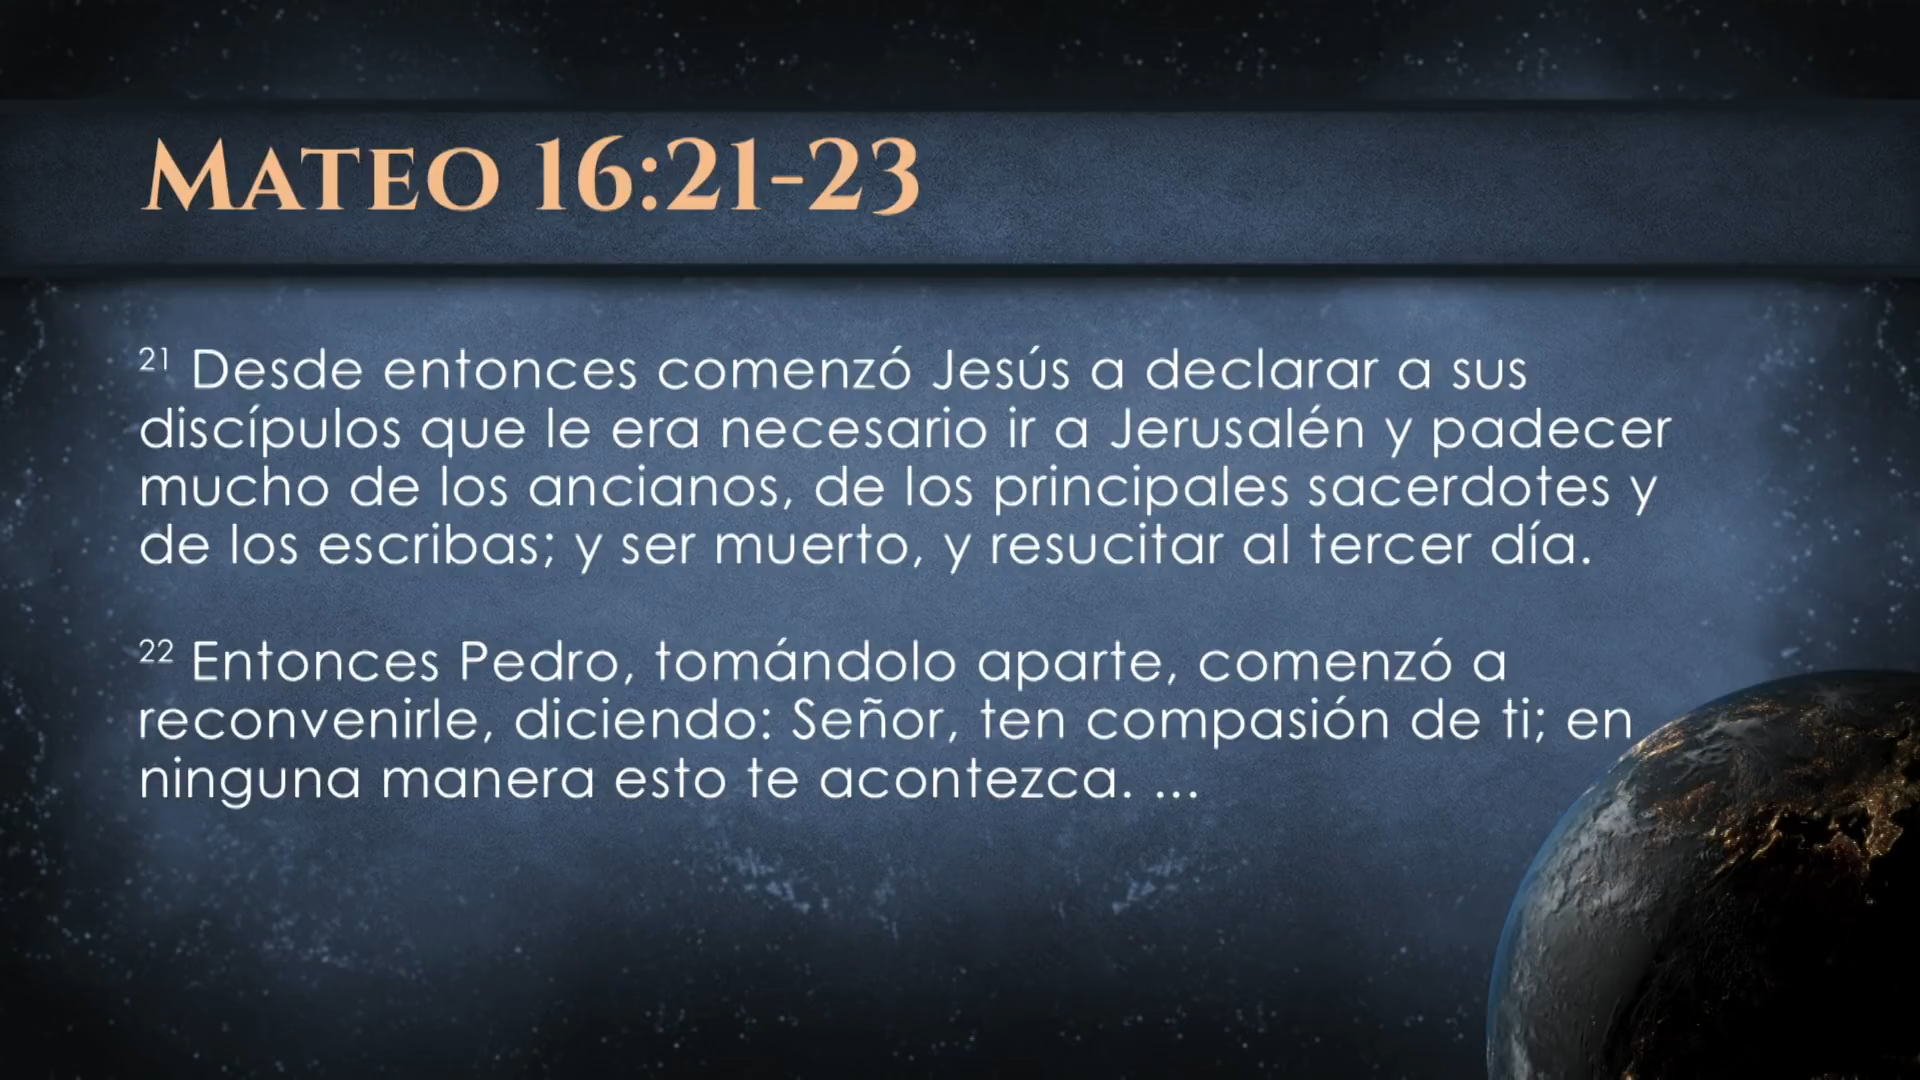 Mateo 16:21-23
21 Desde entonces comenzó Jesús a declarar a sus
discípulos que le era necesario ir a Jerusalén y padecer
mucho de los ancianos, de los principales sacerdotes y
de los escribas; y ser muerto, y resucitar al tercer día.
22 Entonces Pedro, tomándolo aparte, comenzó a
reconvenirle, diciendo: Señor, ten compasión de ti; en
ninguna manera esto te acontezca. ...